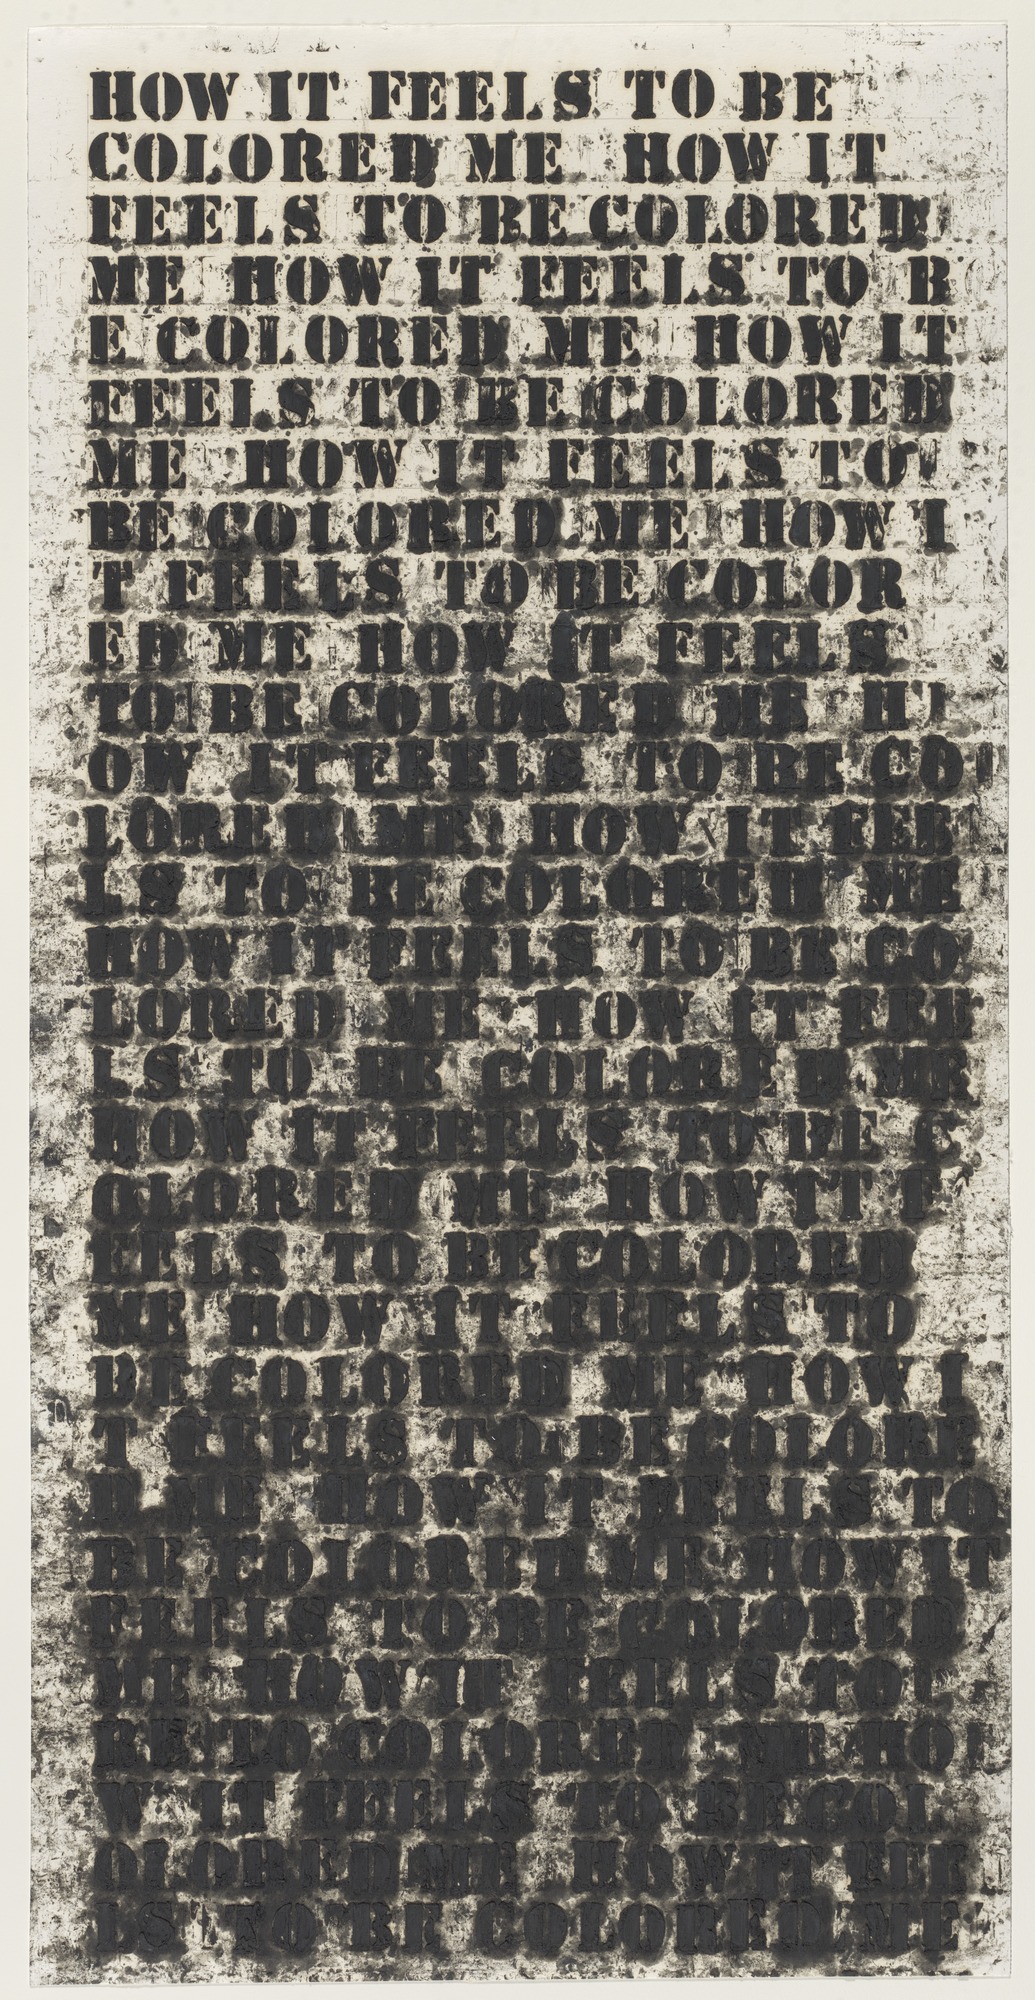 HOW IT FEELS TO BE
COLORED ME HOW IT
FEELS TO BE COLORED
ME HOW IT FEELS TO B
E COLORED ME HOW IT
FEELS TO BE COLORED
ME HOW IT FEELS TO
BE COLORED ME HOW I
T FEELS TO BE COLOR
ED ME HOW IT FEELS
TO BE COLORED ME H
OW IT FEELS TO BE CO
LORED ME HOW IT FEE
LS TO BE COLORED ME
HOW IT FEELS TO BE CO
LORED ME HOW IT FEE
LS TO BE COLORED ME
HOW IT FEELS TO BE C
OLORED ME HOW IT F
EELS TO BE COLORED
ME HOW IT FEELS TO
BE COLORED ME HOW I
T FEELS TO BE COLORE
D ME HOW IT FEELS TO
BE COLORED ME HOW IT
FEELS TO BE COLORED
ME HOW IT FEELS TO
BE TO COLORED ME HO
W IT FEELS TO BE COL
OLORED ME HOW IT FEE
LS TO BE COLORED ME